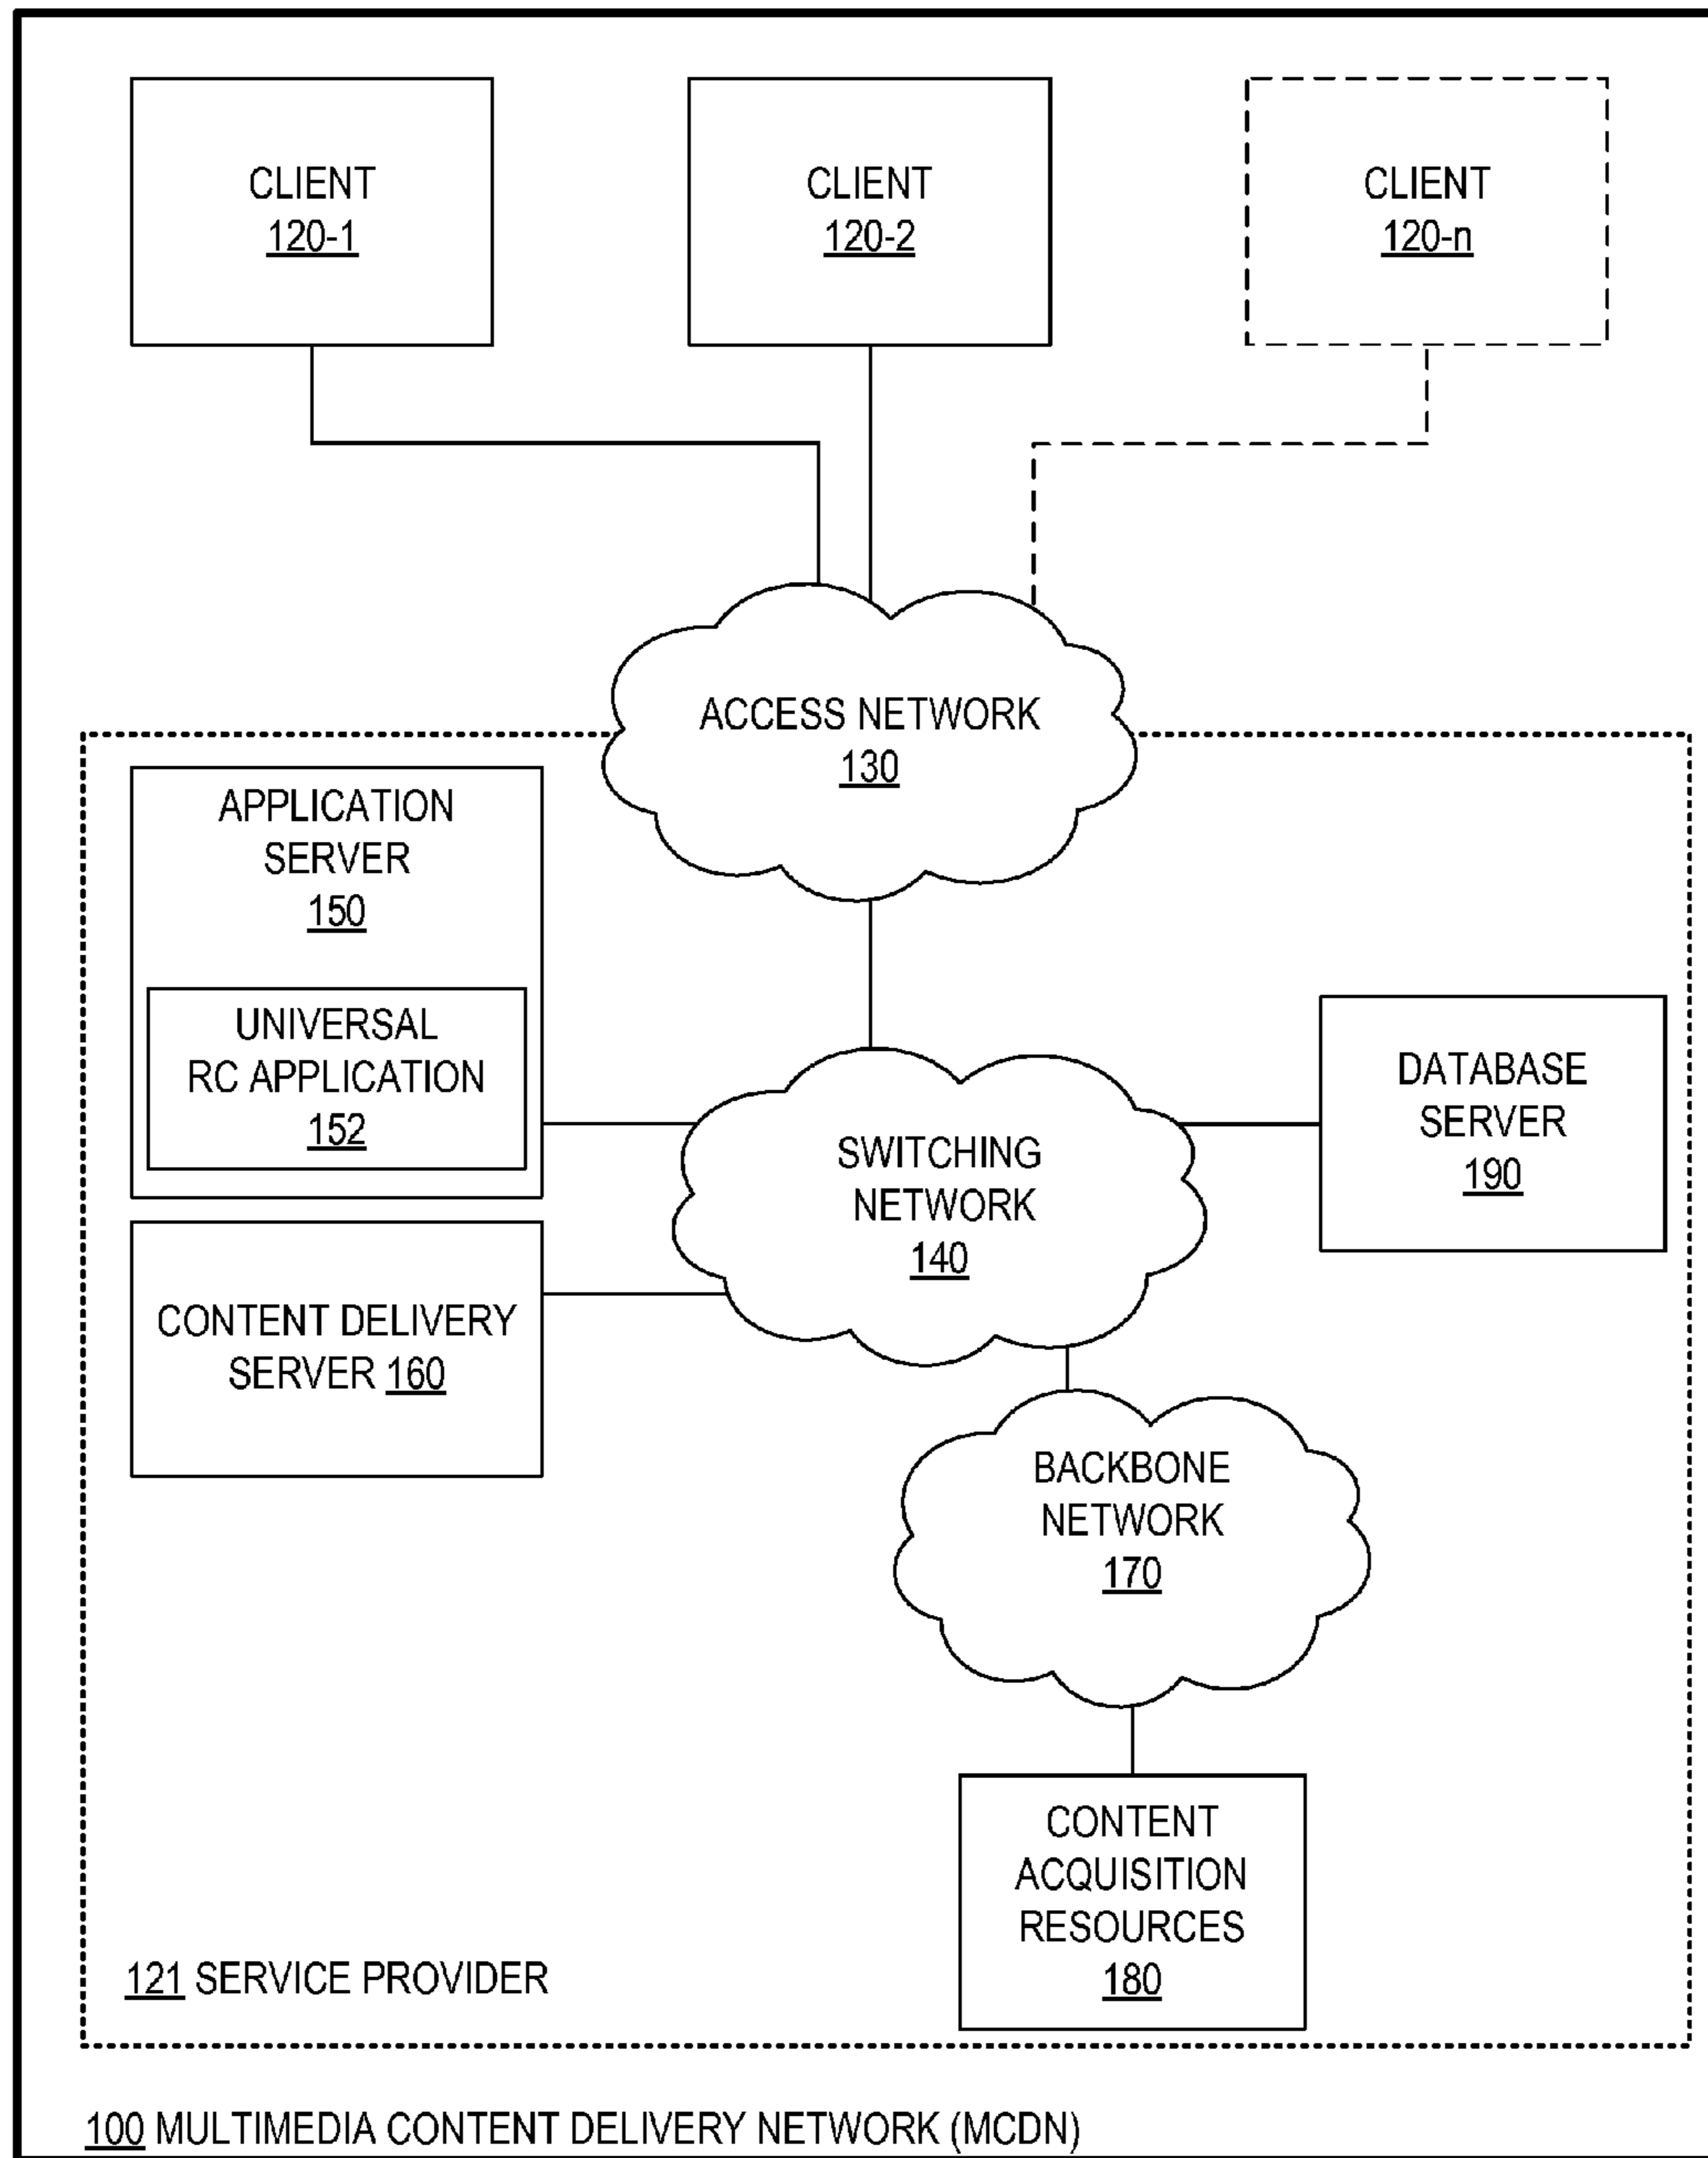 CLIENT
120-1
CLIENT
120-2
CLIENT
120-n
ACCESS NETWORK
130
APPLICATION
SERVER
150
UNIVERSAL
RC APPLICATION
152
SWITCHING
NETWORK
140
DATABASE
SERVER
190
CONTENT DELIVERY
SERVER 160
BACKBONE
NETWORK
170
CONTENT
ACQUISITION
RESOURCES
180
121 SERVICE PROVIDER
100 MULTIMEDIA CONTENT DELIVERY NETWORK (MCDN)